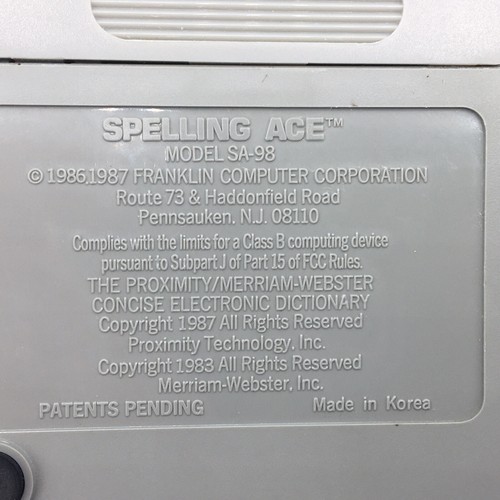 SPELLING ACE™
MODEL SA-98
© 1986,1987 FRANKLIN COMPUTER CORPORATION
Route 73 & Haddonfield Road
Pennsauken, N.J. 08110
Complies with the limits for a Class B computing device
pursuant to Subpart J of Part 15 of FCC Rules.
THE PROXIMITY/MERRIAM-WEBSTER
CONCISE ELECTRONIC DICTIONARY
Copyright 1987 All Rights Reserved
Proximity Technology, Inc.
Copyright 1983 All Rights Reserved
Merriam-Webster, Inc.
PATENTS PENDING Made in Korea